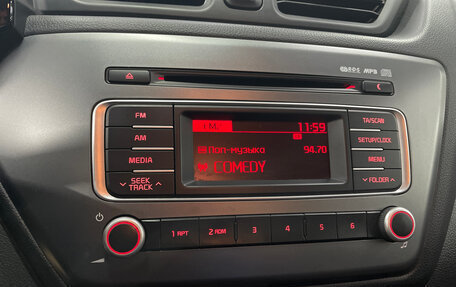 MP3
FM
AM
MEDIA
SEEK
TRACK
FM
11:59
Поп-музыка 94.70
COMEDY
TA/SCAN
SETUP/CLOCK
MENU
FOLDER
1 RPT
2 RDM
3
4
5
6